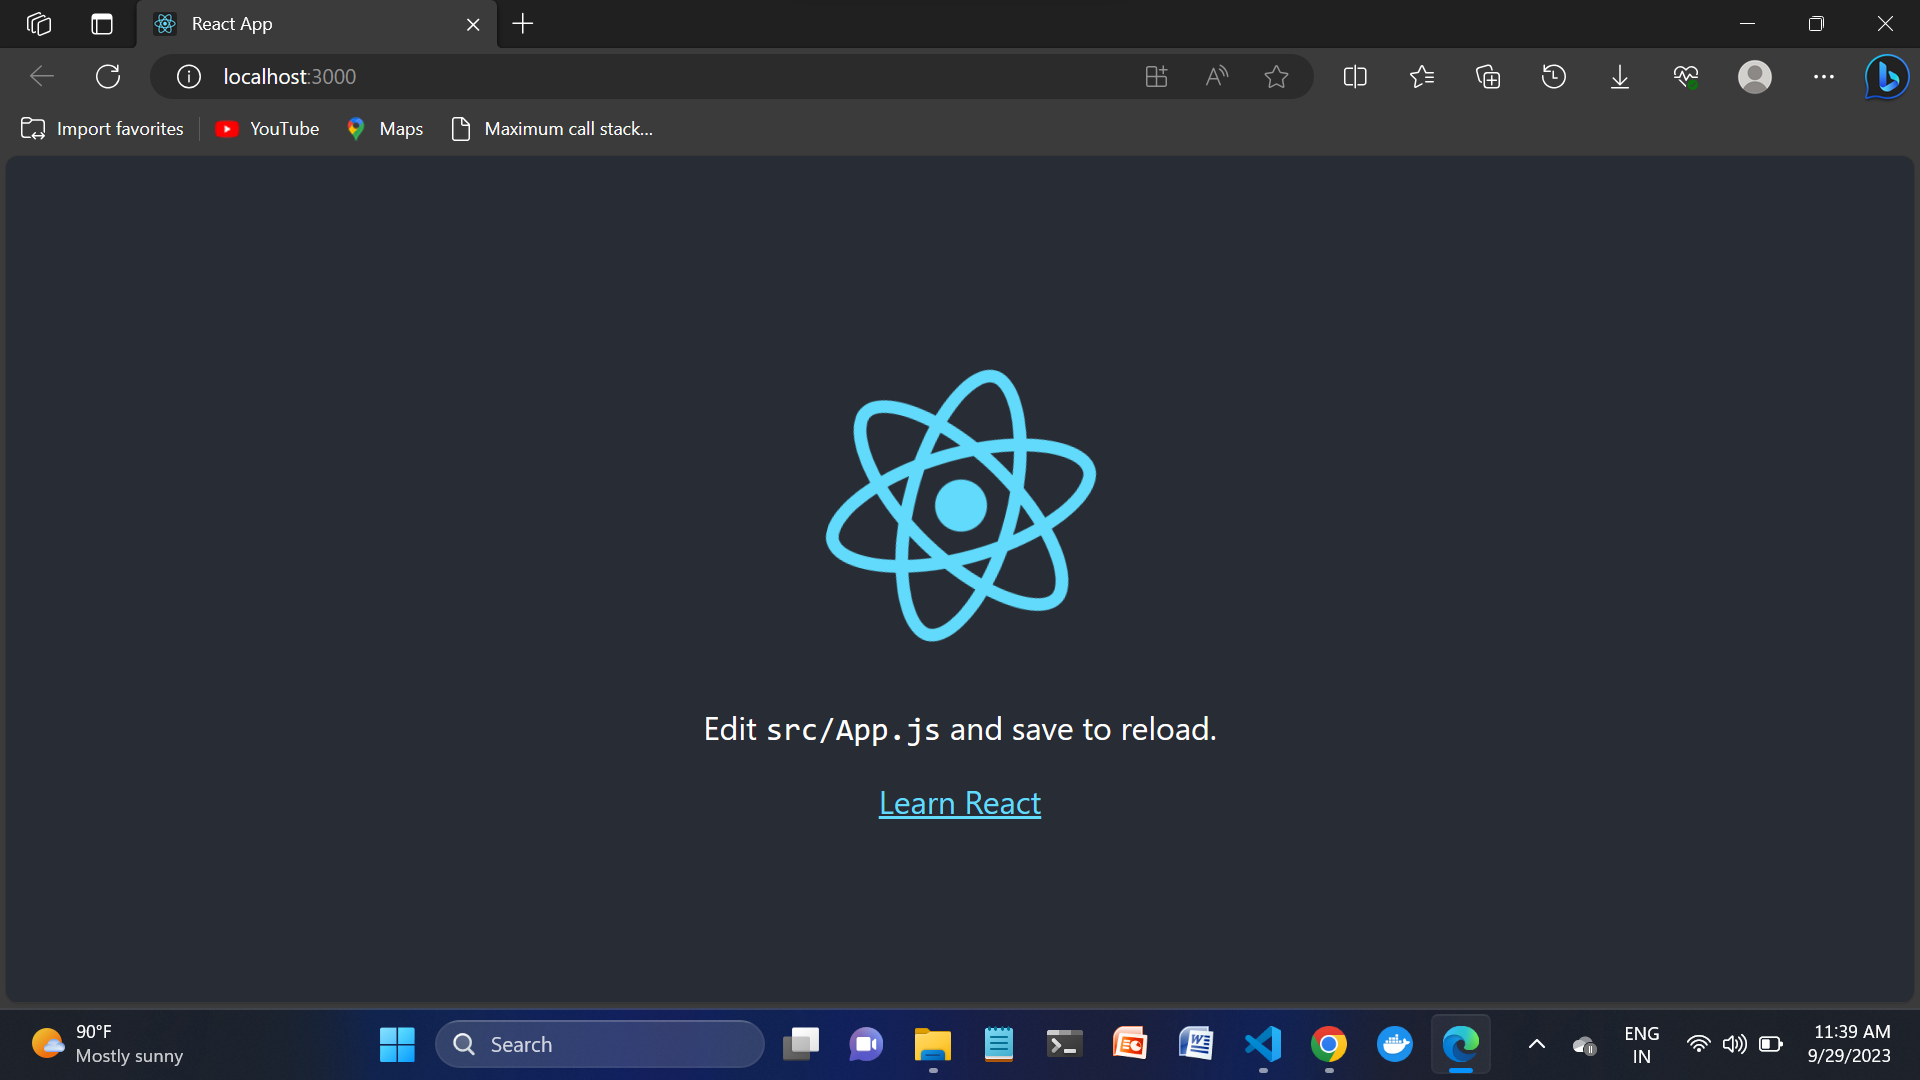 React App
localhost:3000
Import favorites
YouTube
Maps
Maximum call stack...
Edit src/App.js and save to reload.
Learn React
90°F
Mostly sunny
Search
ENG
IN
11:39 AM
9/29/2023